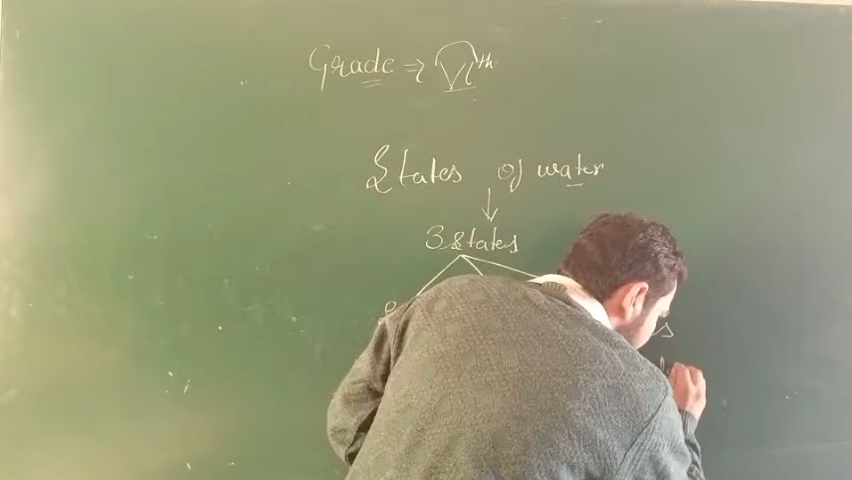 Grade ⇒ VIth
States of water
↓
3 states